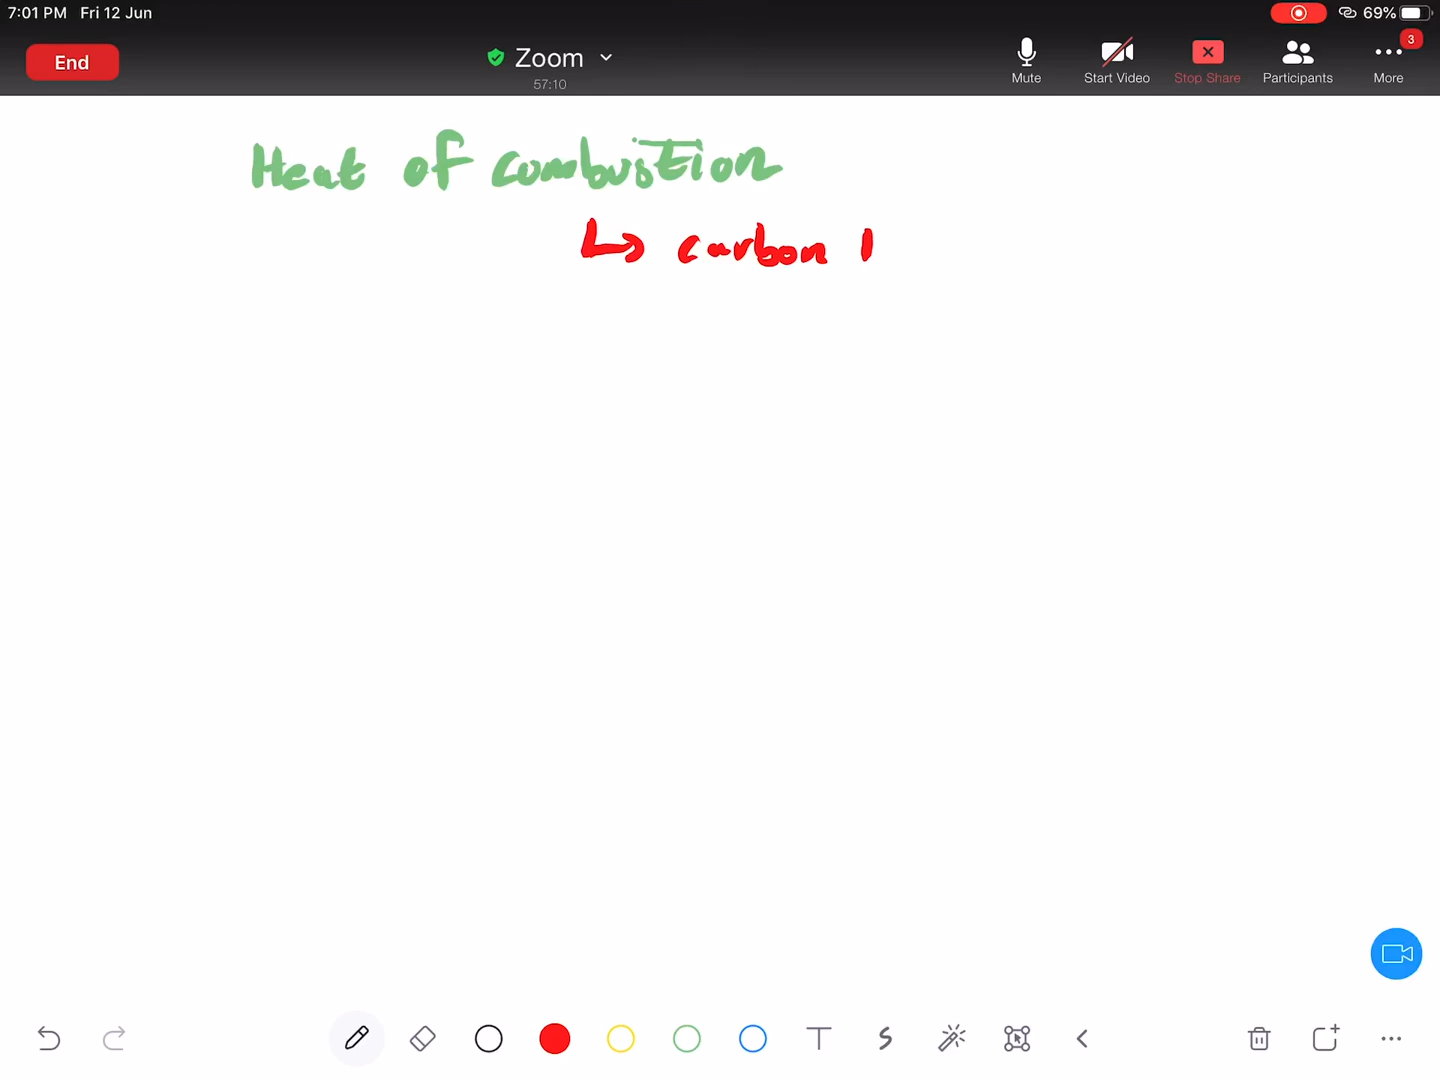 7:01 PM Fri 12 Jun 69%
End Zoom 3
57:10 Mute Start Video Stop Share Participants More
Heat of combustion
↳ carbon I
T